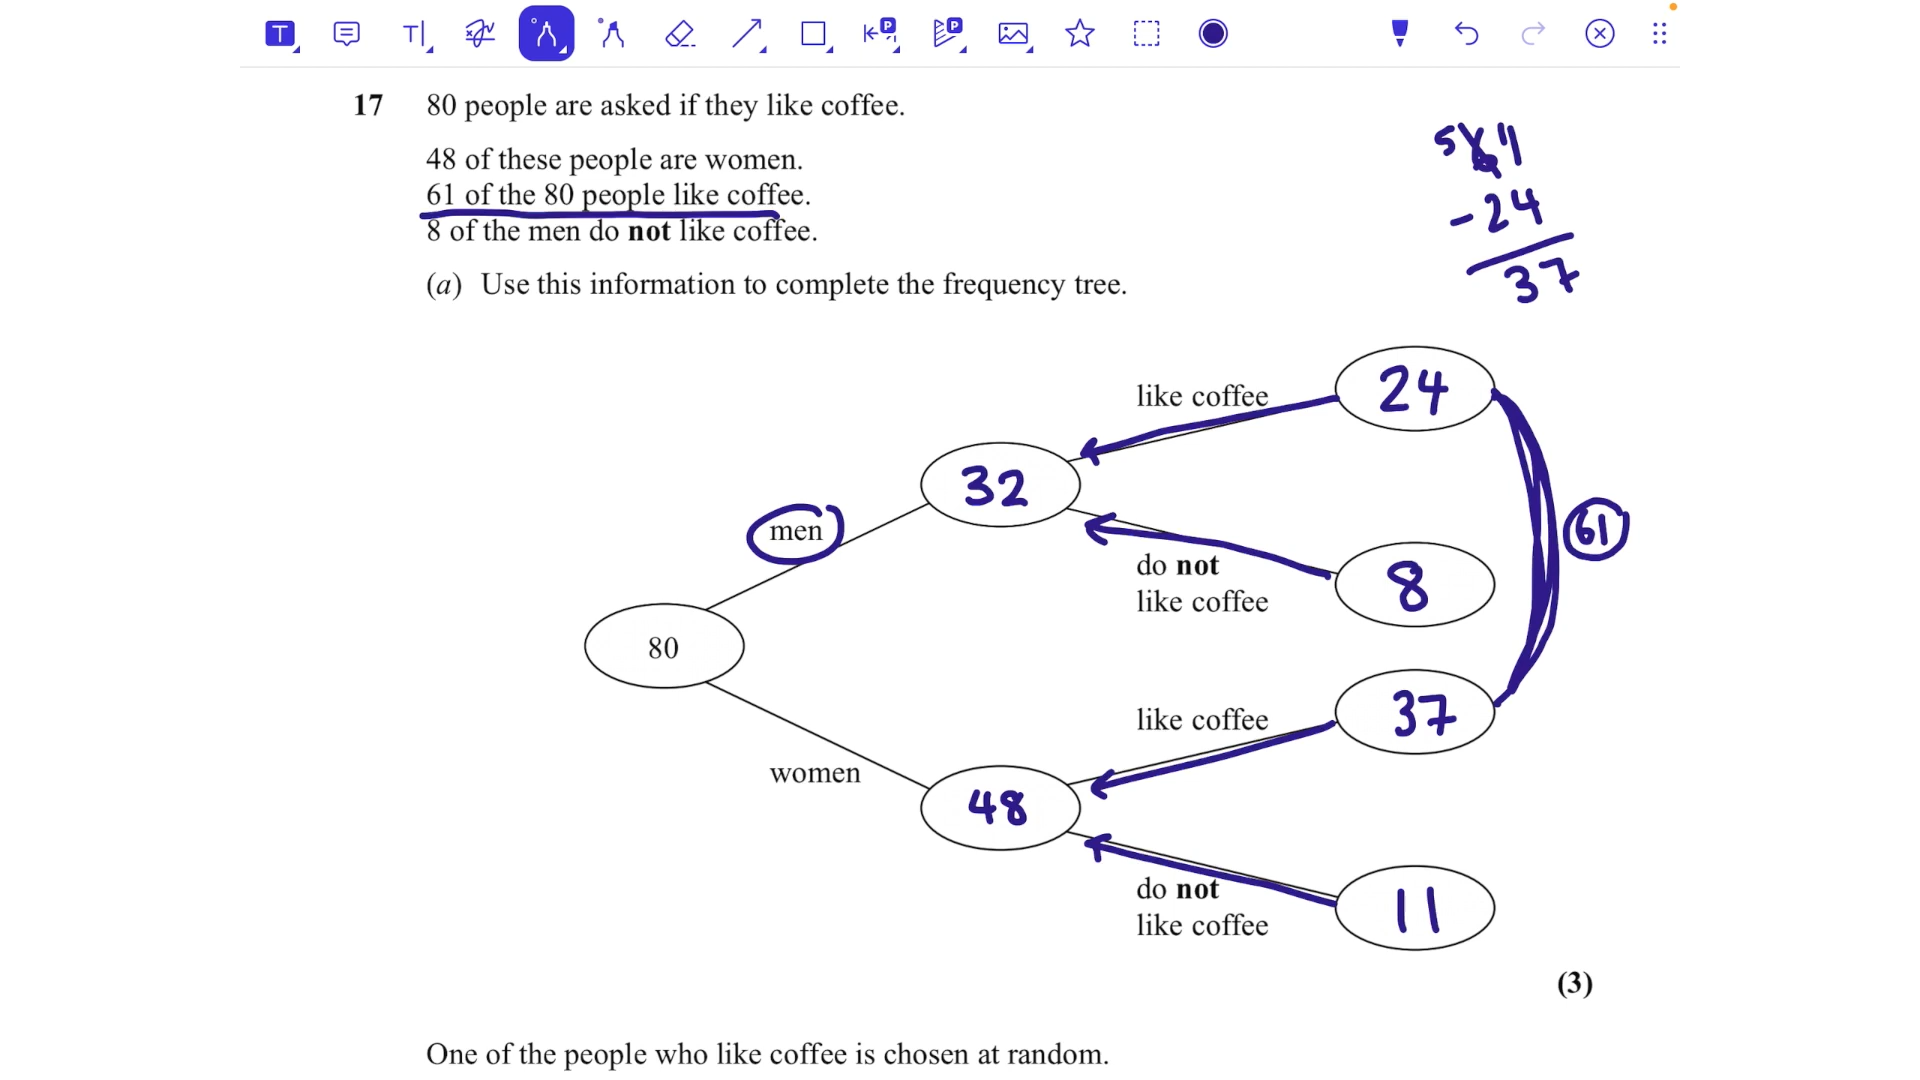 17 80 people are asked if they like coffee.
48 of these people are women.
61 of the 80 people like coffee.
8 of the men do not like coffee.
(a) Use this information to complete the frequency tree.
5 6 11
-24
37
like coffee
24
32
men
61
do not
like coffee
8
80
like coffee
37
women
48
do not
like coffee
11
(3)
One of the people who like coffee is chosen at random.